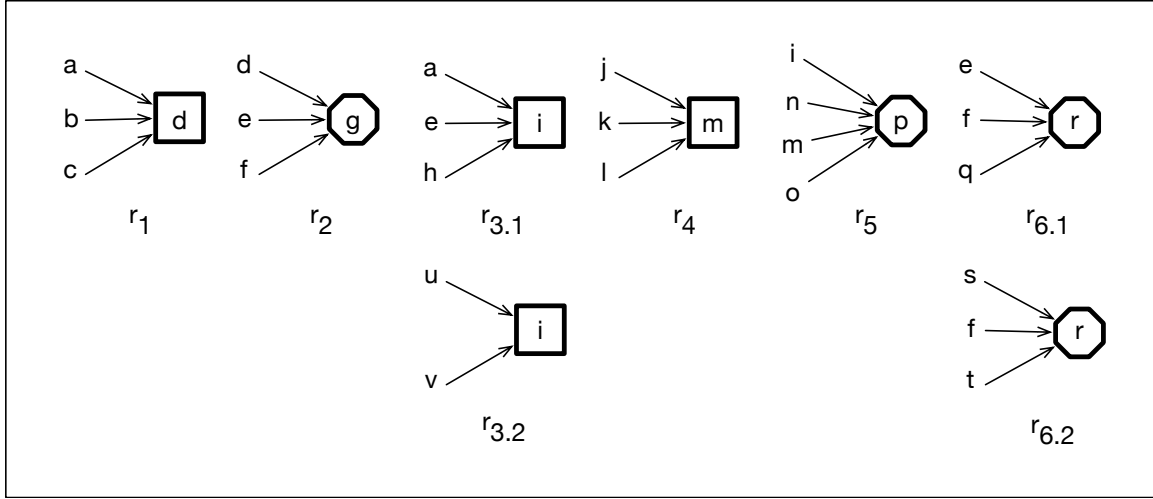 a b c d r1
d e f g r2
a e h i r3.1
j k l m r4
i n m o p r5
e f q r r6.1
u v i r3.2
s f t r r6.2